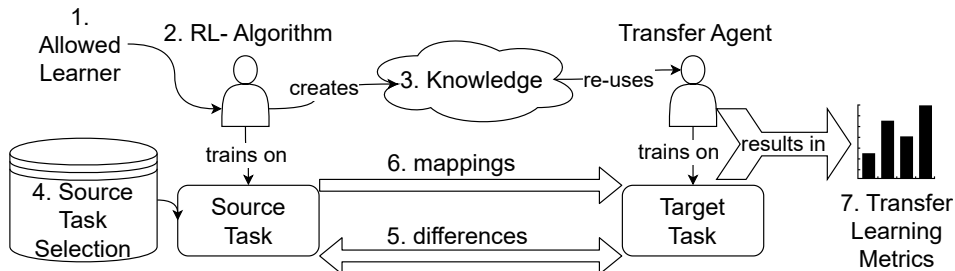 1.
Allowed
Learner
2. RL- Algorithm
creates
3. Knowledge
re-uses
Transfer Agent
trains on
trains on
results in
4. Source
Task
Selection
Source
Task
6. mappings
5. differences
Target
Task
7. Transfer
Learning
Metrics